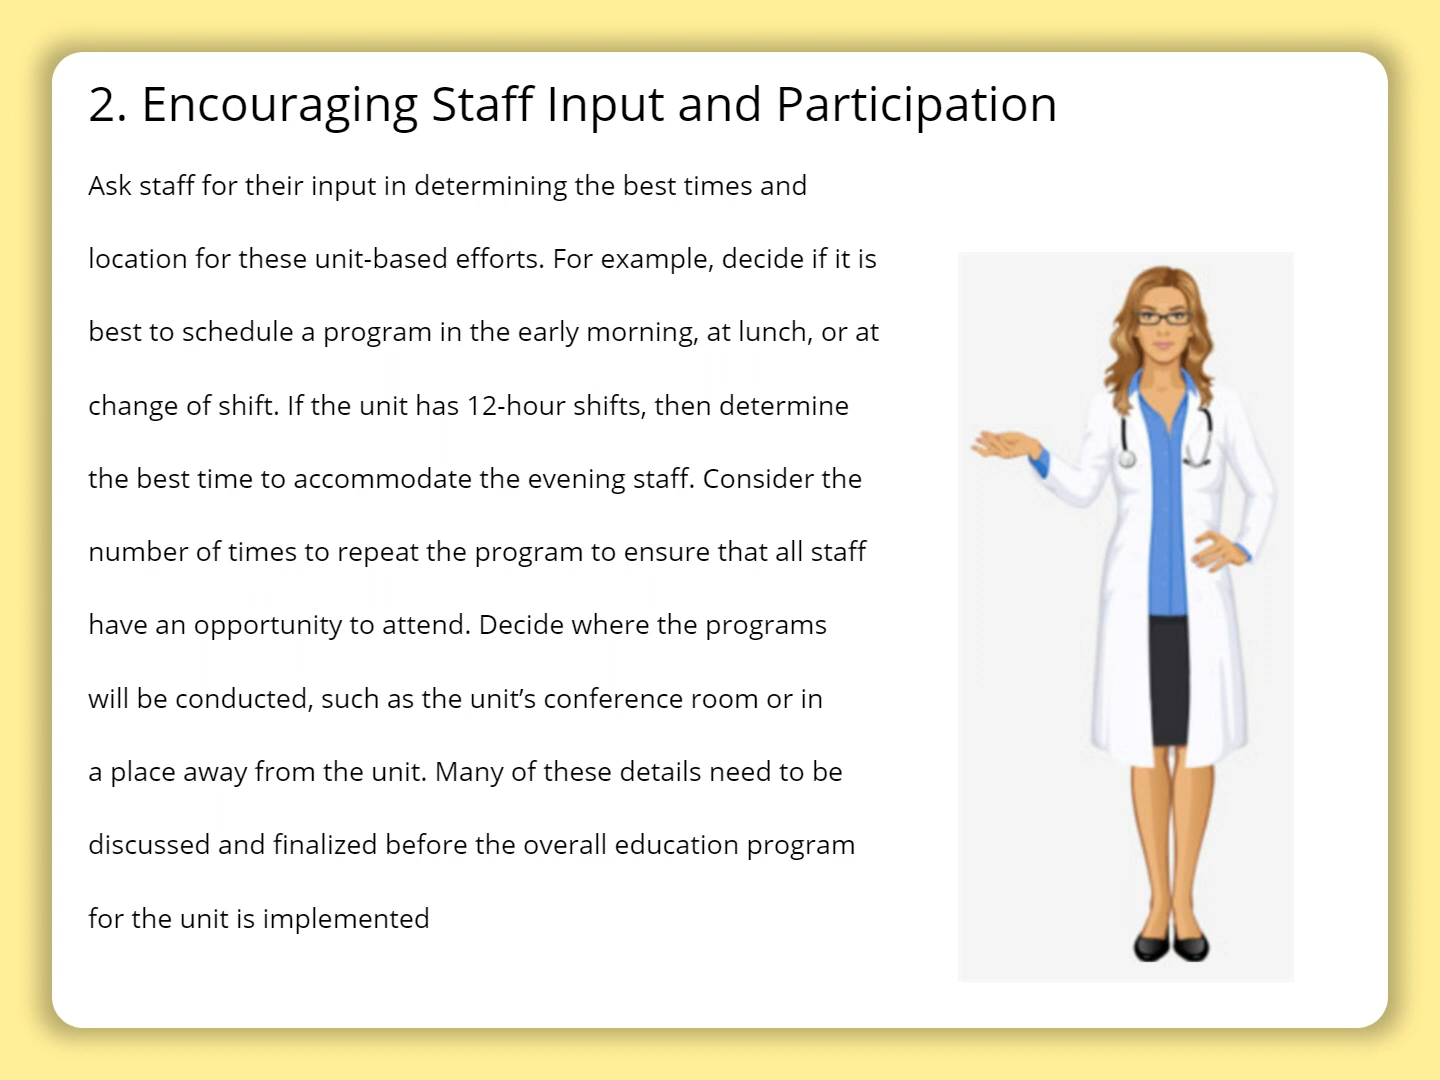 2. Encouraging Staff Input and Participation
Ask staff for their input in determining the best times and
location for these unit-based efforts. For example, decide if it is
best to schedule a program in the early morning, at lunch, or at
change of shift. If the unit has 12-hour shifts, then determine
the best time to accommodate the evening staff. Consider the
number of times to repeat the program to ensure that all staff
have an opportunity to attend. Decide where the programs
will be conducted, such as the unit’s conference room or in
a place away from the unit. Many of these details need to be
discussed and finalized before the overall education program
for the unit is implemented